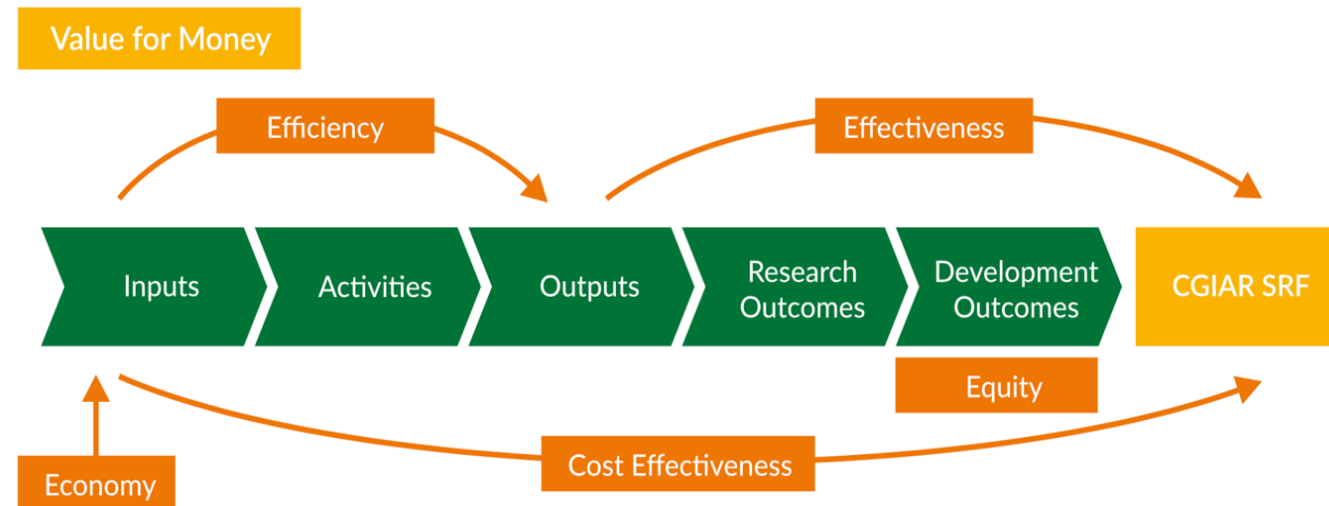 Value for Money
Efficiency
Effectiveness
Inputs
Activities
Outputs
Research
Outcomes
Development
Outcomes
CGIAR SRF
Equity
Cost Effectiveness
Economy